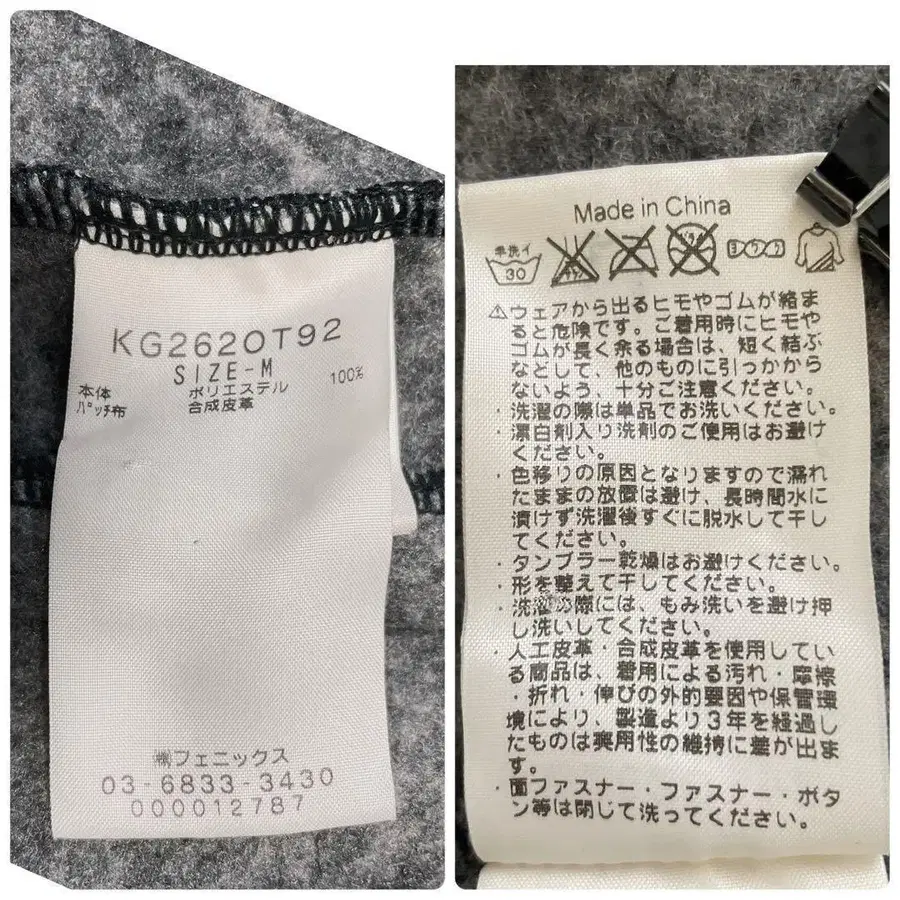 KG262OT92
SIZE-M
本体 ポリエステル 100%
パッチ布 合成皮革
㈱フェニックス
03-6833-3430
000012787
Made in China
手洗イ
30
ヨワク
⚠ウェアから出るヒモやゴムが絡ま
ると危険です。ご着用時にヒモや
ゴムが長く余る場合は、短く結ぶ
などして、他のものに引っかから
ないよう、十分ご注意ください。
・洗濯の際は単品でお洗いください。
・漂白剤入り洗剤のご使用はお避け
ください。
・色移りの原因となりますので濡れ
たままの放置は避け、長時間水に
漬けず洗濯後すぐに脱水して干し
てください。
・タンブラー乾燥はお避けください。
・形を整えて干してください。
・洗濯の際には、もみ洗いを避け押
し洗いしてください。
・人工皮革・合成皮革を使用してい
る商品は、着用による汚れ・摩擦
・折れ・伸びの外的要因や保管環
境により、製造より3年を経過し
たものは実用性の維持に差が出ま
す。
・面ファスナー・ファスナー・ボタ
ン等は閉じて洗ってください。